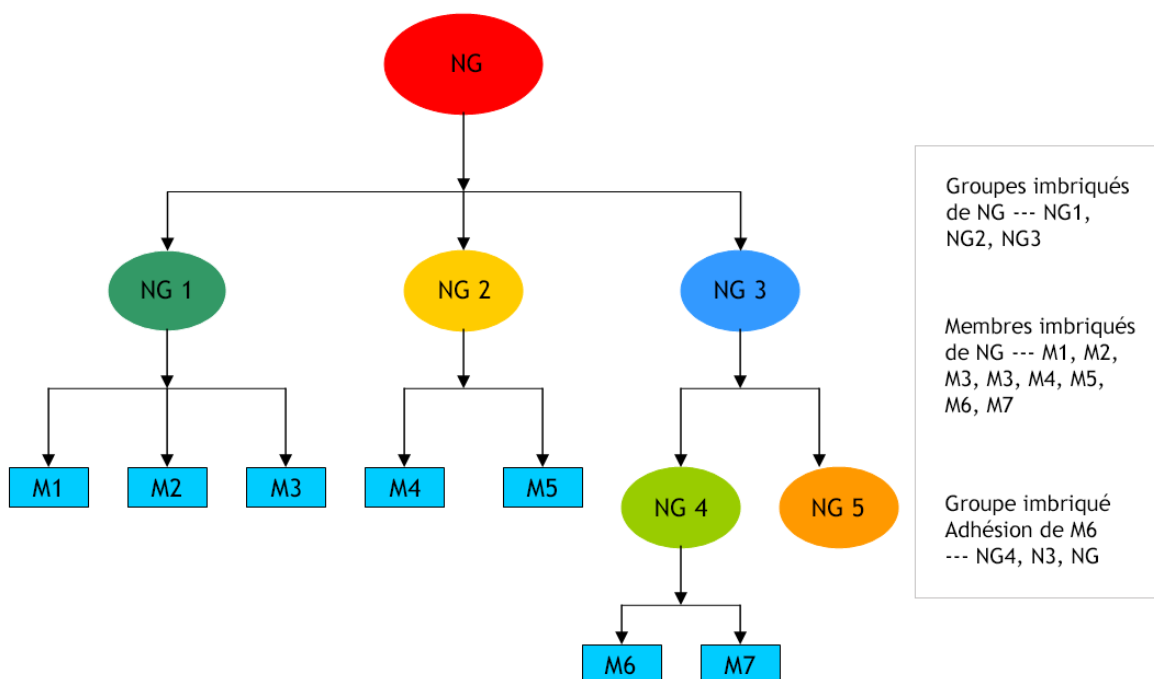 NG
NG 1
NG 2
NG 3
M1
M2
M3
M4
M5
NG 4
NG 5
M6
M7
Groupes imbriqués
de NG --- NG1,
NG2, NG3
Membres imbriqués
de NG --- M1, M2,
M3, M3, M4, M5,
M6, M7
Groupe imbriqué
Adhésion de M6
--- NG4, N3, NG